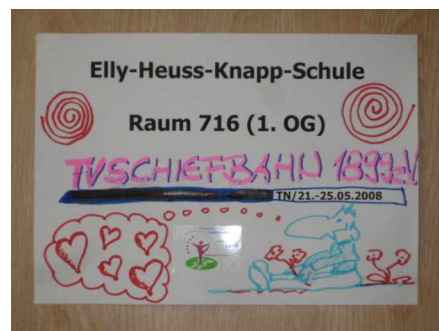 Elly-Heuss-Knapp-Schule
Raum 716 (1. OG)
TV SCHIEFBAHN 1899 e.V.
TN/21.-25.05.2008